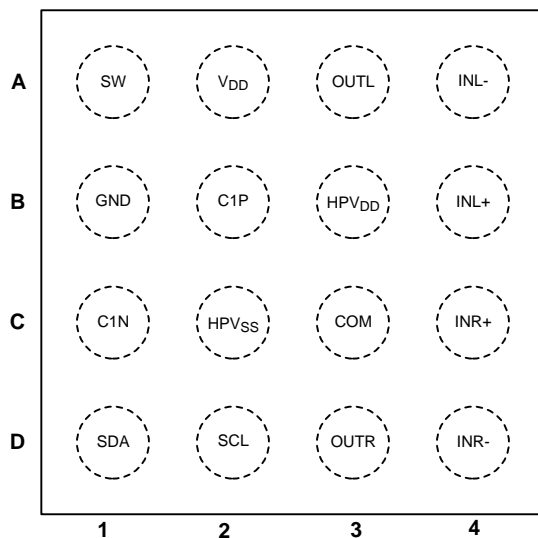 A SW VDD OUTL INL-
B GND C1P HPVDD INL+
C C1N HPVSS COM INR+
D SDA SCL OUTR INR-
1 2 3 4